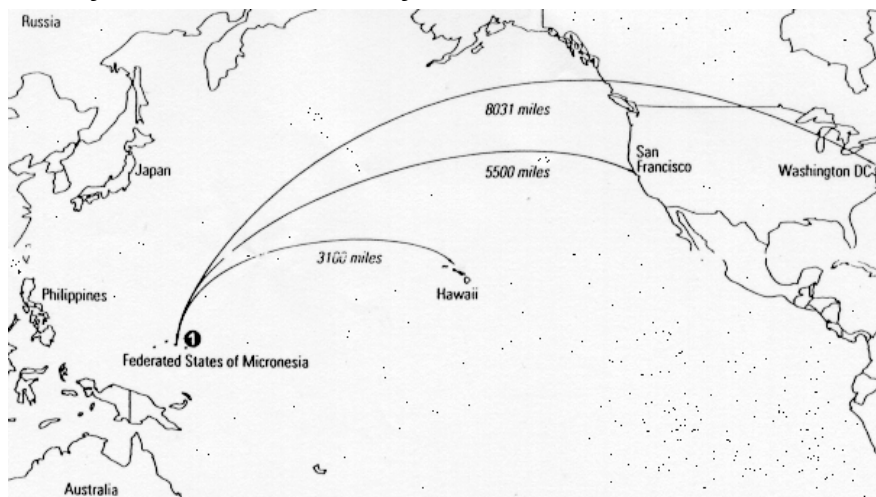 Russia
8031 miles
Japan
San
Francisco
5500 miles
Washington DC
3100 miles
Philippines
Hawaii
1
Federated States of Micronesia
Australia